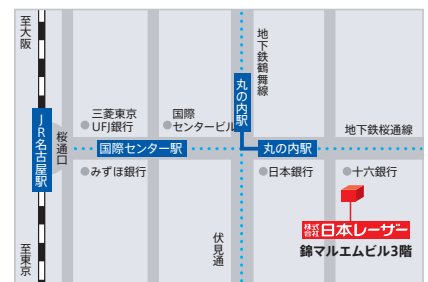 至大阪
JR名古屋駅
至東京
桜通口
三菱東京
UFJ銀行
国際
センタービル
地下鉄鶴舞線
丸の内駅
地下鉄桜通線
国際センター駅
丸の内駅
みずほ銀行
日本銀行
十六銀行
伏見通
株式会社日本レーザー
錦マルエムビル3階